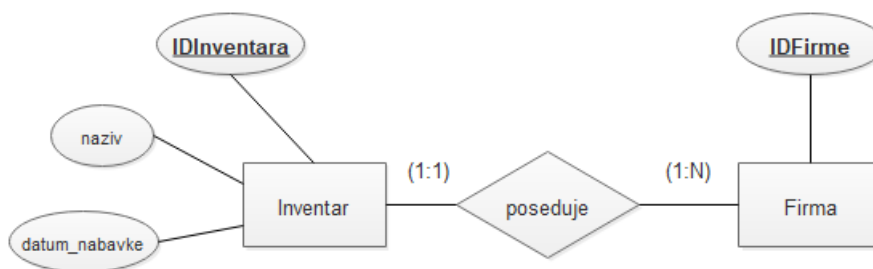 IDInventara
IDFirme
naziv
(1:1)
(1:N)
Inventar
poseduje
Firma
datum_nabavke